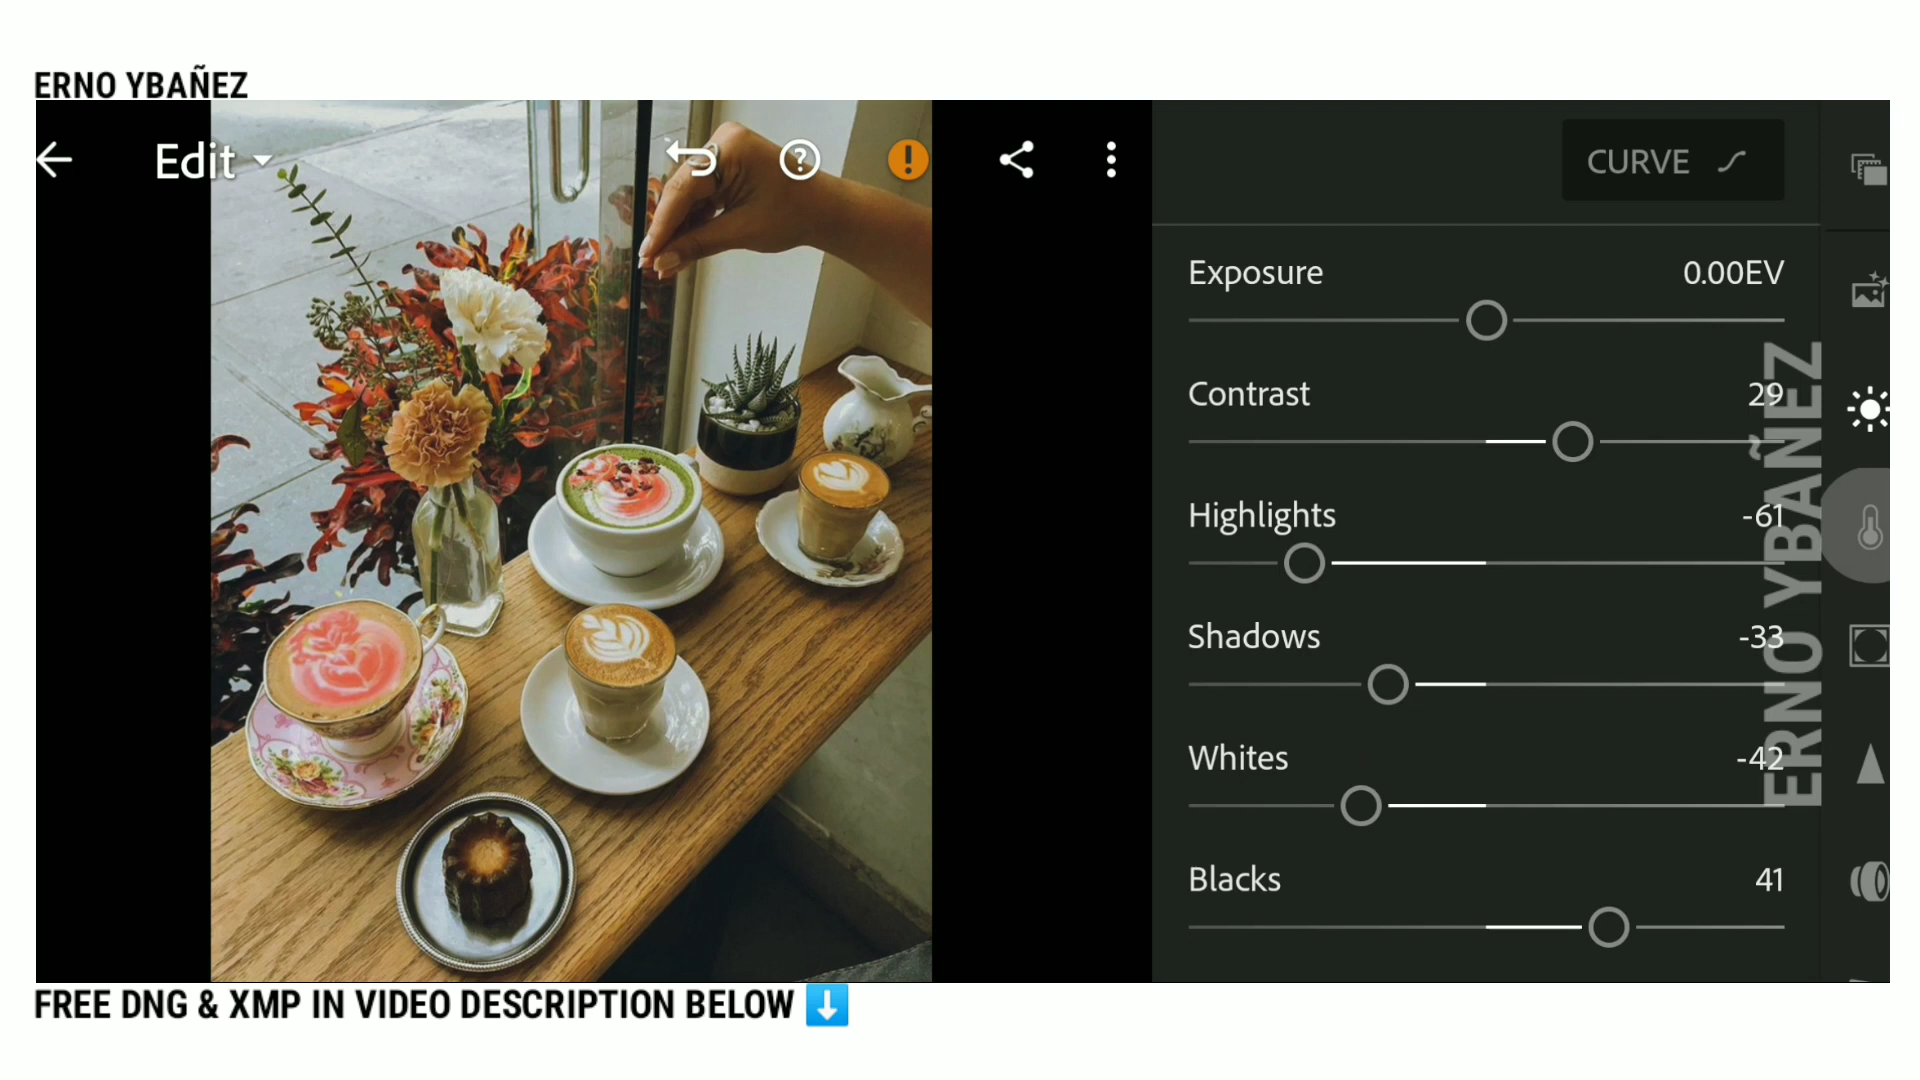 ERNO YBAÑEZ
Edit
CURVE
Exposure 0.00EV
Contrast 29
Highlights -61
Shadows -33
Whites -42
Blacks 41
ERNO YBAÑEZ
FREE DNG & XMP IN VIDEO DESCRIPTION BELOW ⬇️